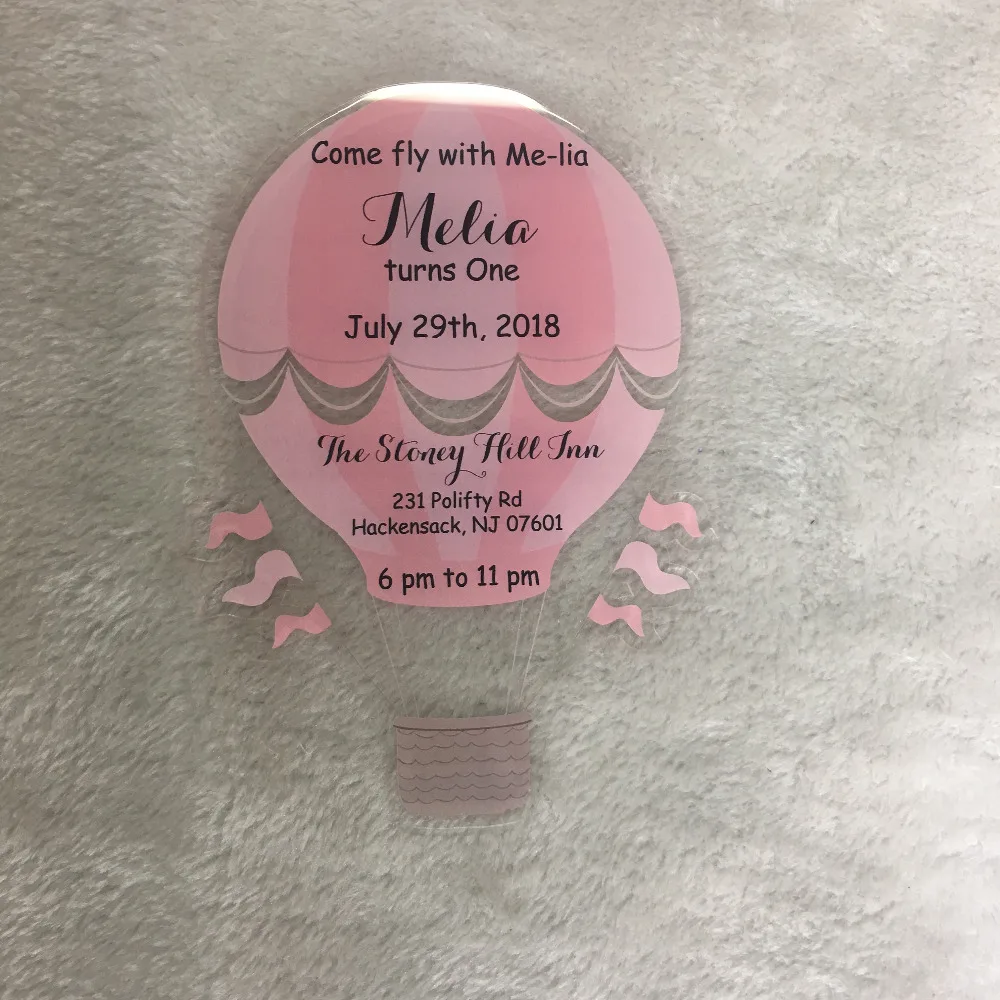 Come fly with Me-lia
Melia
turns One
July 29th, 2018
The Stoney Hill Inn
231 Polifty Rd
Hackensack, NJ 07601
6 pm to 11 pm